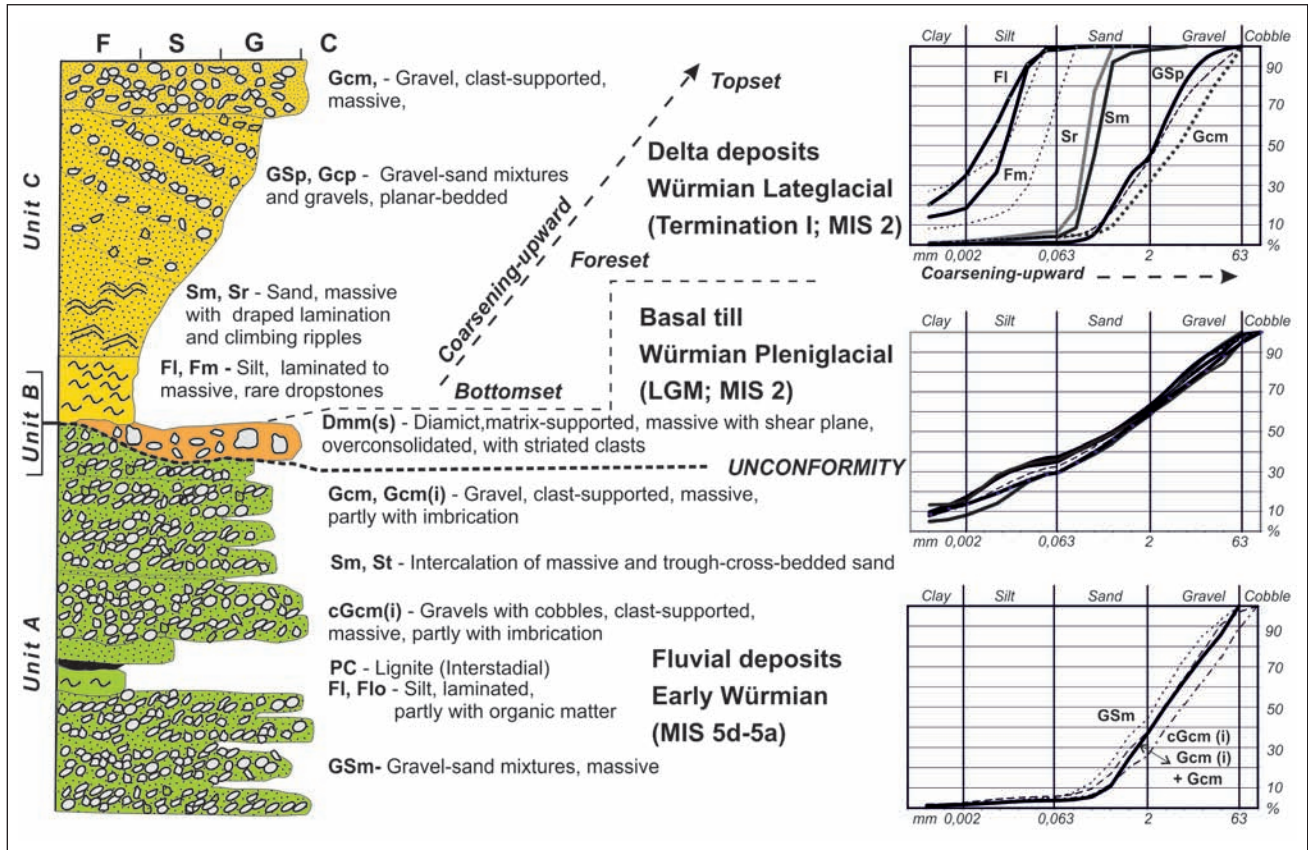 F S G C
Gcm, - Gravel, clast-supported,
massive,
GSp, Gcp - Gravel-sand mixtures
and gravels, planar-bedded
Sm, Sr - Sand, massive
with draped lamination
and climbing ripples
Fl, Fm - Silt, laminated to
massive, rare dropstones
Dmm(s) - Diamict,matrix-supported, massive with shear plane,
overconsolidated, with striated clasts
UNCONFORMITY
Gcm, Gcm(i) - Gravel, clast-supported, massive,
partly with imbrication
Sm, St - Intercalation of massive and trough-cross-bedded sand
cGcm(i) - Gravels with cobbles, clast-supported,
massive, partly with imbrication
PC - Lignite (Interstadial)
Fl, Flo - Silt, laminated,
partly with organic matter
GSm- Gravel-sand mixtures, massive
Unit C
Unit B
Unit A
Coarsening-upward
Topset
Foreset
Bottomset
Delta deposits
Würmian Lateglacial
(Termination I; MIS 2)
Basal till
Würmian Pleniglacial
(LGM; MIS 2)
Fluvial deposits
Early Würmian
(MIS 5d-5a)
Clay Silt Sand Gravel Cobble
Fl
Fm
Sr
Sm
GSp
Gcm
90
70
50
30
10
%
mm 0,002 0,063 2 63
Coarsening-upward
Clay Silt Sand Gravel Cobble
90
70
50
30
10
%
mm 0,002 0,063 2 63
Clay Silt Sand Gravel Cobble
GSm
cGcm (i)
Gcm (i)
+ Gcm
90
70
50
30
10
%
mm 0,002 0,063 2 63